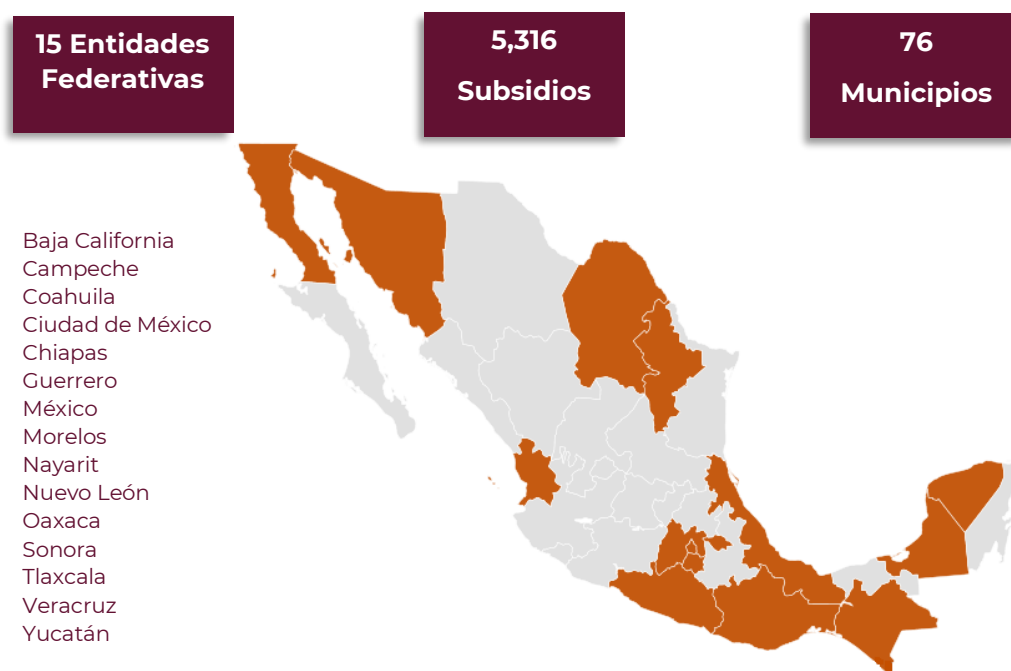 15 Entidades
Federativas
5,316
Subsidios
76
Municipios
Baja California
Campeche
Coahuila
Ciudad de México
Chiapas
Guerrero
México
Morelos
Nayarit
Nuevo León
Oaxaca
Sonora
Tlaxcala
Veracruz
Yucatán